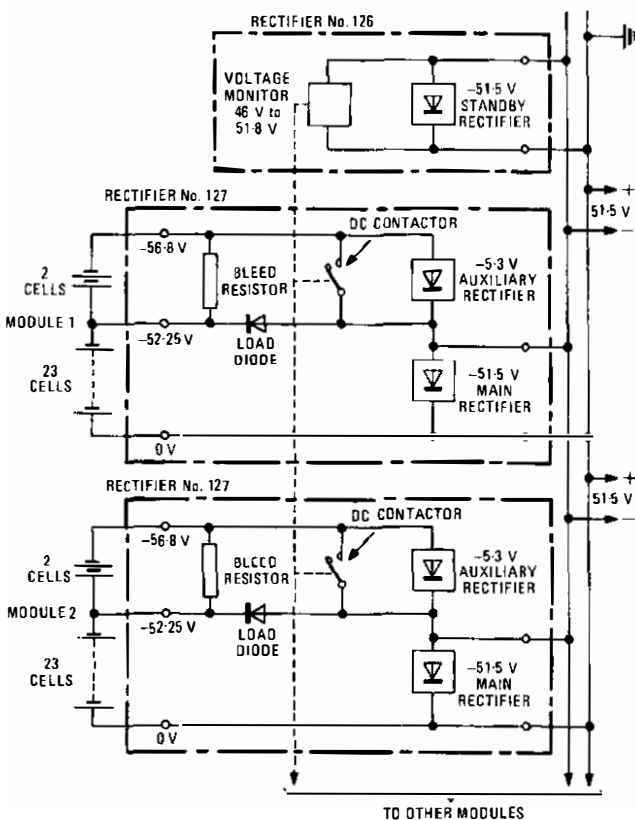 RECTIFIER No. 126
VOLTAGE
MONITOR
46 V to
51·8 V
-51·5 V
STANDBY
RECTIFIER
+
51·5 V
-
RECTIFIER No. 127
-56·8 V
DC CONTACTOR
2
CELLS
BLEED
RESISTOR
-5·3 V
AUXILIARY
RECTIFIER
MODULE 1
-52·25 V
LOAD
DIODE
23
CELLS
-51·5 V
MAIN
RECTIFIER
0 V
+
51·5 V
-
RECTIFIER No. 127
-56·8 V
DC CONTACTOR
2
CELLS
BLEED
RESISTOR
-5·3 V
AUXILIARY
RECTIFIER
MODULE 2
-52·25 V
LOAD
DIODE
23
CELLS
-51·5 V
MAIN
RECTIFIER
0 V
TO OTHER MODULES